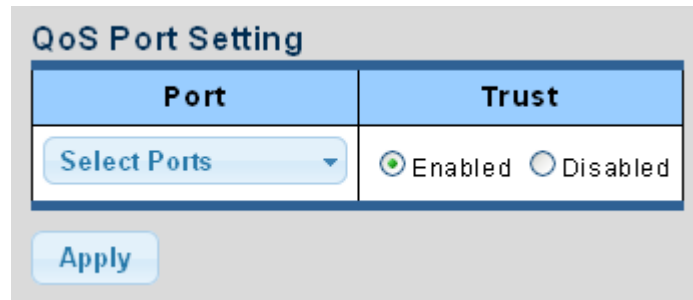 QoS Port Setting
Port Trust
Select Ports Enabled Disabled
Apply